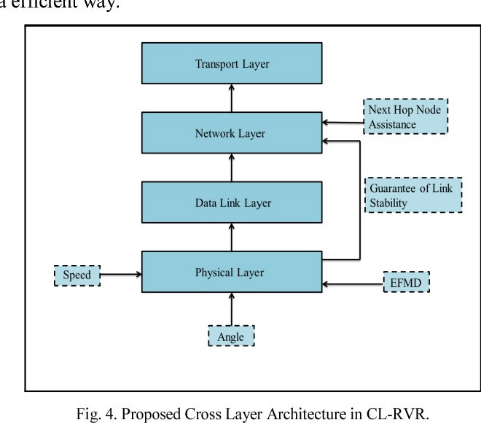 a efficient way.
Transport Layer
Network Layer
Next Hop Node
Assistance
Data Link Layer
Guarantee of Link
Stability
Speed
Physical Layer
EFMD
Angle
Fig. 4. Proposed Cross Layer Architecture in CL-RVR.